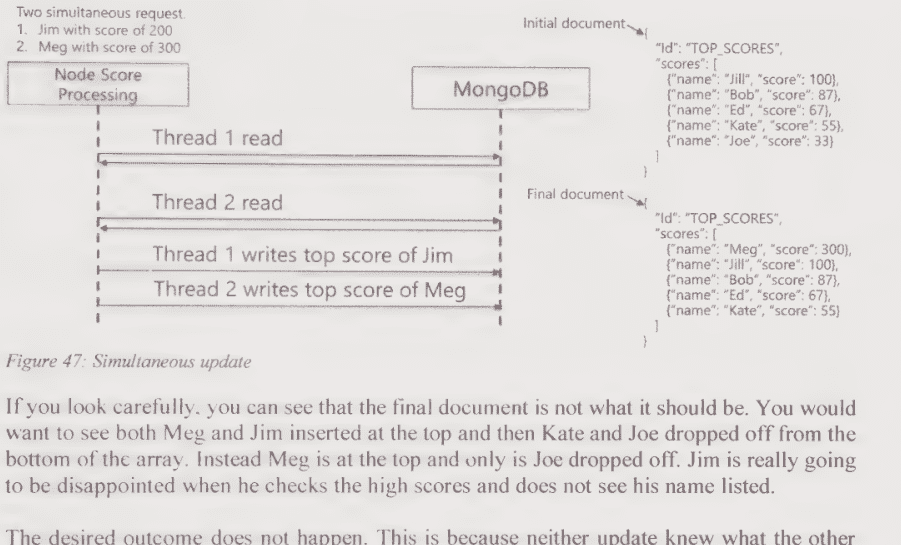 Two simultaneous request.
1. Jim with score of 200
2. Meg with score of 300
Node Score
Processing
MongoDB
Thread 1 read
Thread 2 read
Thread 1 writes top score of Jim
Thread 2 writes top score of Meg
Initial document
{
"Id": "TOP_SCORES",
"scores": [
{"name": "Jill", "score": 100},
{"name": "Bob", "score": 87},
{"name": "Ed", "score": 67},
{"name": "Kate", "score": 55},
{"name": "Joe", "score": 33}
]
}
Final document
{
"Id": "TOP_SCORES",
"scores": [
{"name": "Meg", "score": 300},
{"name": "Jill", "score": 100},
{"name": "Bob", "score": 87},
{"name": "Ed", "score": 67},
{"name": "Kate", "score": 55}
]
}
Figure 47: Simultaneous update
If you look carefully, you can see that the final document is not what it should be. You would
want to see both Meg and Jim inserted at the top and then Kate and Joe dropped off from the
bottom of the array. Instead Meg is at the top and only is Joe dropped off. Jim is really going
to be disappointed when he checks the high scores and does not see his name listed.
The desired outcome does not happen. This is because neither update knew what the other